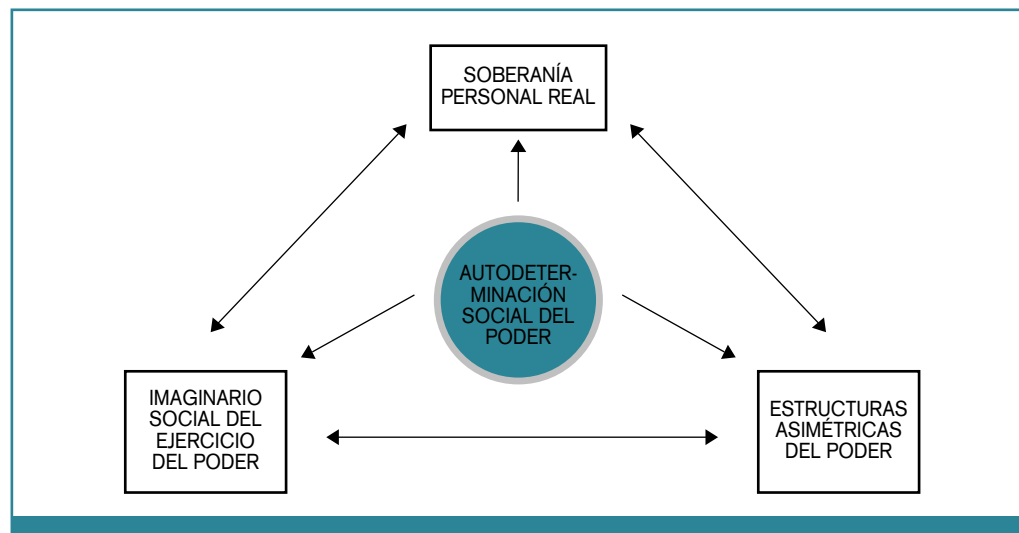 SOBERANÍA
PERSONAL REAL
AUTODETER-
MINACIÓN
SOCIAL DEL
PODER
IMAGINARIO
SOCIAL DEL
EJERCICIO
DEL PODER
ESTRUCTURAS
ASIMÉTRICAS
DEL PODER